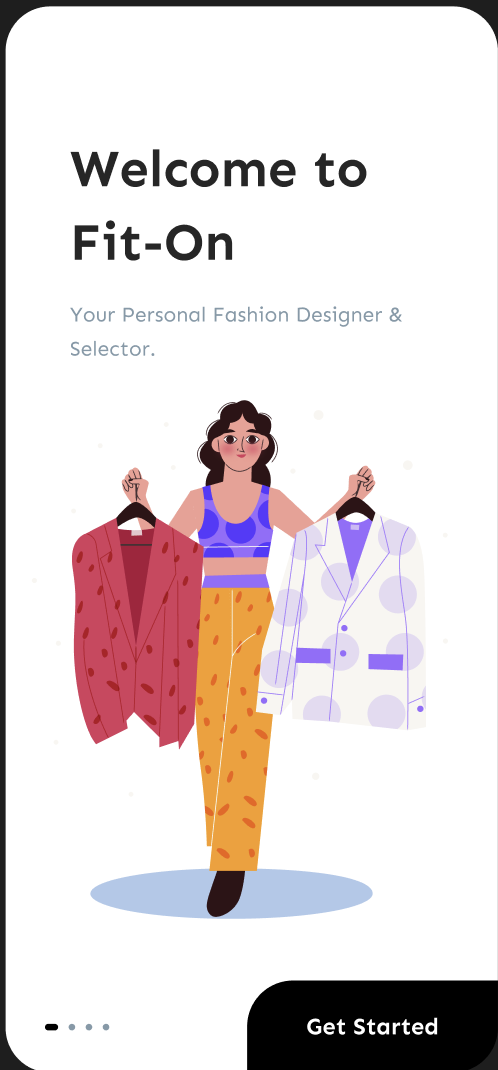 Welcome to
Fit-On
Your Personal Fashion Designer &
Selector.
Get Started